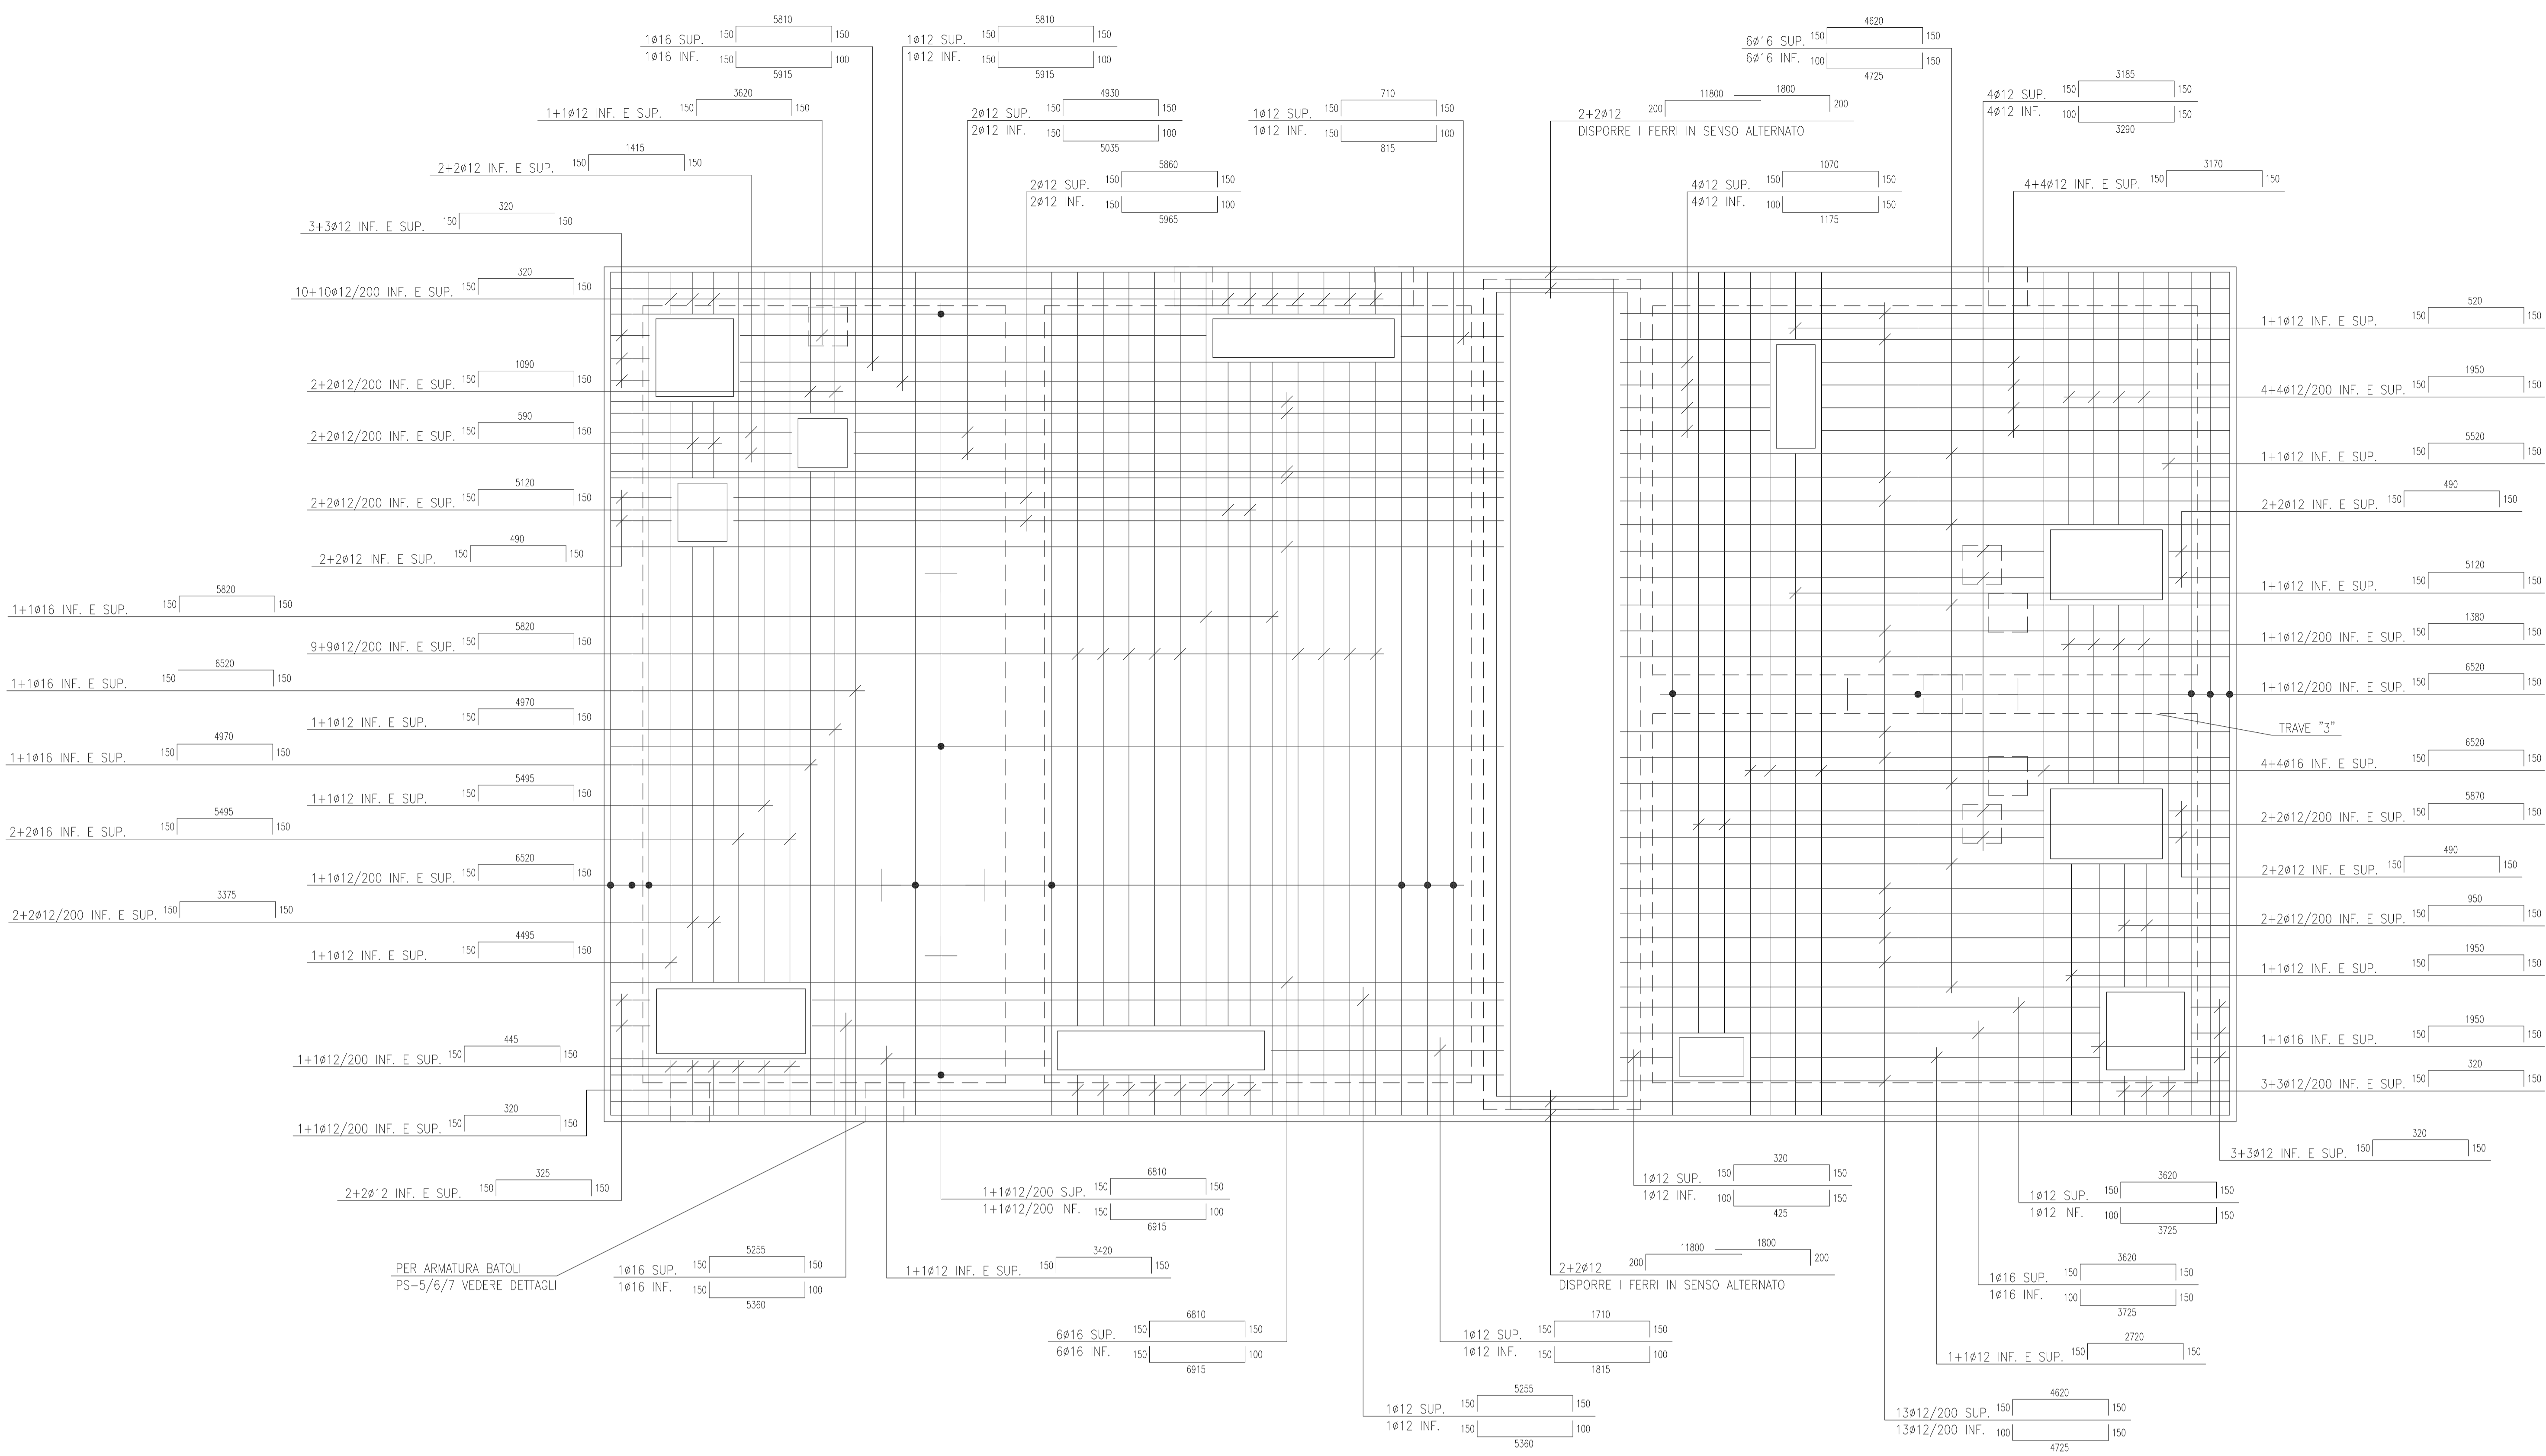 5810
1ø16 SUP. 150 150
1ø16 INF. 150 100
5915
5810
1ø12 SUP. 150 150
1ø12 INF. 150 100
5915
4620
6ø16 SUP. 150 150
6ø16 INF. 100 150
4725
3620
1+1ø12 INF. E SUP. 150 150
4930
2ø12 SUP. 150 150
2ø12 INF. 150 100
5035
710
1ø12 SUP. 150 150
1ø12 INF. 150 100
815
11800 1800
2+2ø12 200 200
DISPORRE I FERRI IN SENSO ALTERNATO
3185
4ø12 SUP. 150 150
4ø12 INF. 100 150
3290
1415
2+2ø12 INF. E SUP. 150 150
5860
2ø12 SUP. 150 150
2ø12 INF. 150 100
5965
1070
4ø12 SUP. 150 150
4ø12 INF. 100 150
1175
3170
4+4ø12 INF. E SUP. 150 150
320
3+3ø12 INF. E SUP. 150 150
320
10+10ø12/200 INF. E SUP. 150 150
1090
2+2ø12/200 INF. E SUP. 150 150
590
2+2ø12/200 INF. E SUP. 150 150
5120
2+2ø12/200 INF. E SUP. 150 150
490
2+2ø12 INF. E SUP. 150 150
5820
1+1ø16 INF. E SUP. 150 150
5820
9+9ø12/200 INF. E SUP. 150 150
6520
1+1ø16 INF. E SUP. 150 150
4970
1+1ø12 INF. E SUP. 150 150
4970
1+1ø16 INF. E SUP. 150 150
5495
1+1ø12 INF. E SUP. 150 150
5495
2+2ø16 INF. E SUP. 150 150
6520
1+1ø12/200 INF. E SUP. 150 150
3375
2+2ø12/200 INF. E SUP. 150 150
4495
1+1ø12 INF. E SUP. 150 150
445
1+1ø12/200 INF. E SUP. 150 150
320
1+1ø12/200 INF. E SUP. 150 150
325
2+2ø12 INF. E SUP. 150 150
520
1+1ø12 INF. E SUP. 150 150
1950
4+4ø12/200 INF. E SUP. 150 150
5520
1+1ø12 INF. E SUP. 150 150
490
2+2ø12 INF. E SUP. 150 150
5120
1+1ø12 INF. E SUP. 150 150
1380
1+1ø12/200 INF. E SUP. 150 150
6520
1+1ø12/200 INF. E SUP. 150 150
TRAVE "3"
6520
4+4ø16 INF. E SUP. 150 150
5870
2+2ø12/200 INF. E SUP. 150 150
490
2+2ø12 INF. E SUP. 150 150
950
2+2ø12/200 INF. E SUP. 150 150
1950
1+1ø12 INF. E SUP. 150 150
1950
1+1ø16 INF. E SUP. 150 150
320
3+3ø12/200 INF. E SUP. 150 150
320
3+3ø12 INF. E SUP. 150 150
6810
1+1ø12/200 SUP. 150 150
1+1ø12/200 INF. 150 100
6915
320
1ø12 SUP. 150 150
1ø12 INF. 100 150
425
3620
1ø12 SUP. 150 150
1ø12 INF. 100 150
3725
PER ARMATURA BATOLI
PS-5/6/7 VEDERE DETTAGLI
5255
1ø16 SUP. 150 150
1ø16 INF. 150 100
5360
3420
1+1ø12 INF. E SUP. 150 150
11800 1800
2+2ø12 200 200
DISPORRE I FERRI IN SENSO ALTERNATO
3620
1ø16 SUP. 150 150
1ø16 INF. 100 150
3725
6810
6ø16 SUP. 150 150
6ø16 INF. 150 100
6915
1710
1ø12 SUP. 150 150
1ø12 INF. 150 100
1815
2720
1+1ø12 INF. E SUP. 150 150
5255
1ø12 SUP. 150 150
1ø12 INF. 150 100
5360
4620
13ø12/200 SUP. 150 150
13ø12/200 INF. 100 150
4725